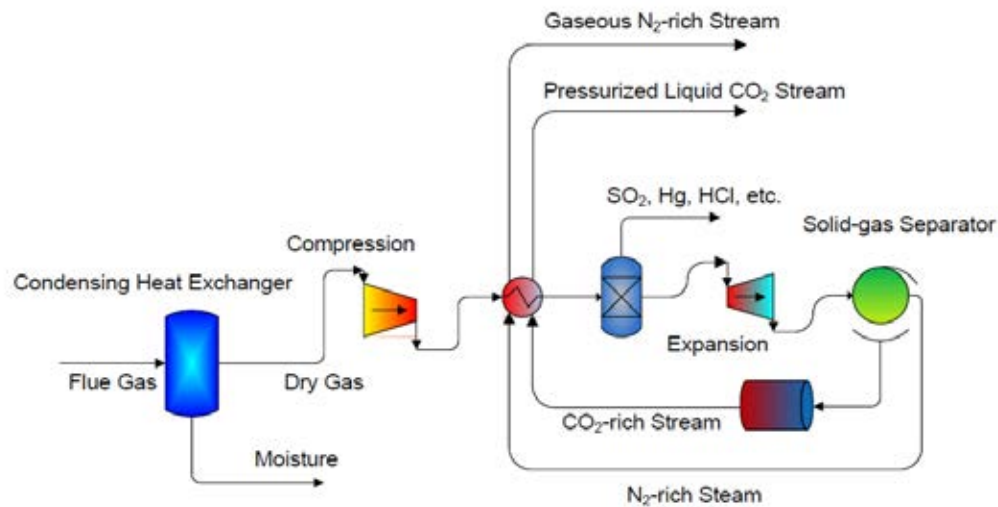 Gaseous N₂-rich Stream
Pressurized Liquid CO₂ Stream
SO₂, Hg, HCl, etc.
Solid-gas Separator
Compression
Condensing Heat Exchanger
Expansion
Flue Gas
Dry Gas
CO₂-rich Stream
Moisture
N₂-rich Steam